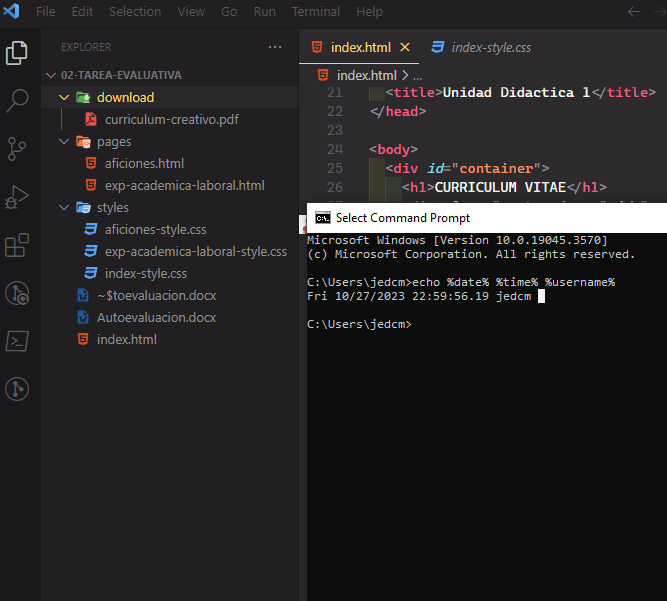 File Edit Selection View Go Run Terminal Help
EXPLORER ...
02-TAREA-EVALUATIVA
download
curriculum-creativo.pdf
pages
aficiones.html
exp-academica-laboral.html
styles
aficiones-style.css
exp-academica-laboral-style.css
index-style.css
~$toevaluacion.docx
Autoevaluacion.docx
index.html
index.html × index-style.css
index.html > ...
21 <title>Unidad Didactica 1</title>
22 </head>
23
24 <body>
25 <div id="container">
26 <h1>CURRICULUM VITAE</h1>
Select Command Prompt
Microsoft Windows [Version 10.0.19045.3570]
(c) Microsoft Corporation. All rights reserved.
C:\Users\jedcm>echo %date% %time% %username%
Fri 10/27/2023 22:59:56.19 jedcm
C:\Users\jedcm>